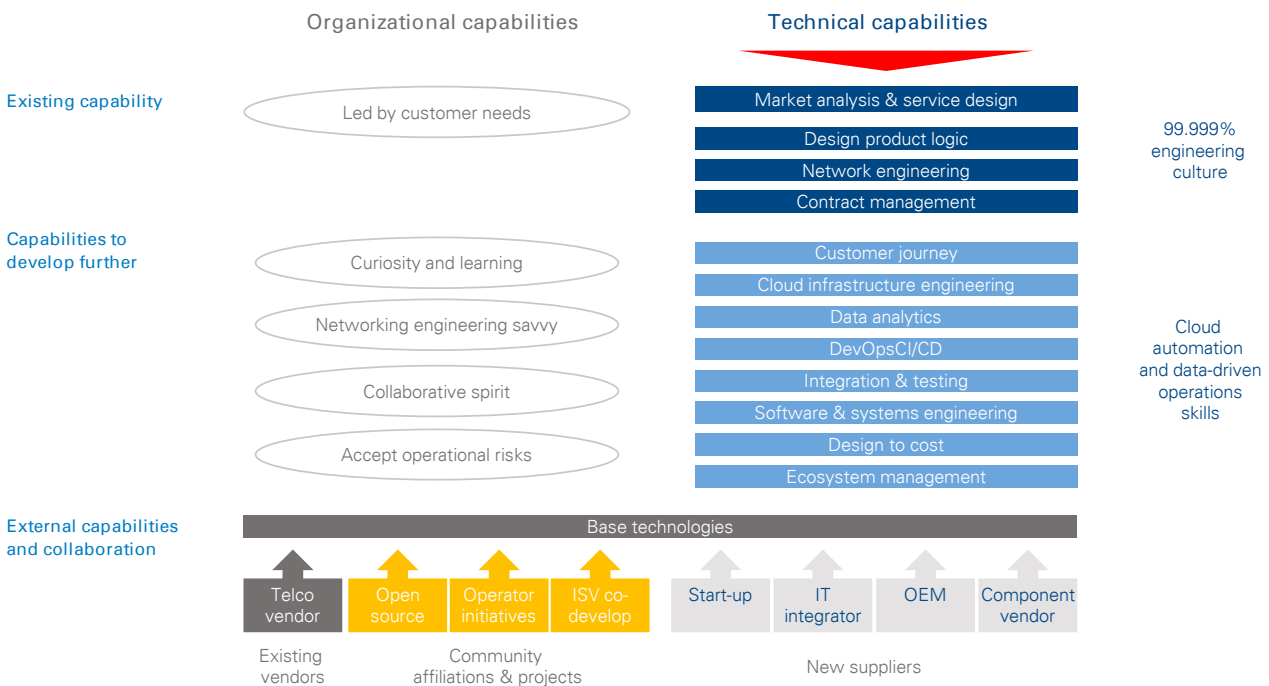 Organizational capabilities
Technical capabilities
Existing capability
Led by customer needs
Market analysis & service design
Design product logic
Network engineering
Contract management
99.999%
engineering
culture
Capabilities to
develop further
Curiosity and learning
Networking engineering savvy
Collaborative spirit
Accept operational risks
Customer journey
Cloud infrastructure engineering
Data analytics
DevOpsCI/CD
Integration & testing
Software & systems engineering
Design to cost
Ecosystem management
Cloud
automation
and data-driven
operations
skills
External capabilities
and collaboration
Base technologies
Telco
vendor
Open
source
Operator
initiatives
ISV co-
develop
Start-up
IT
integrator
OEM
Component
vendor
Existing
vendors
Community
affiliations & projects
New suppliers